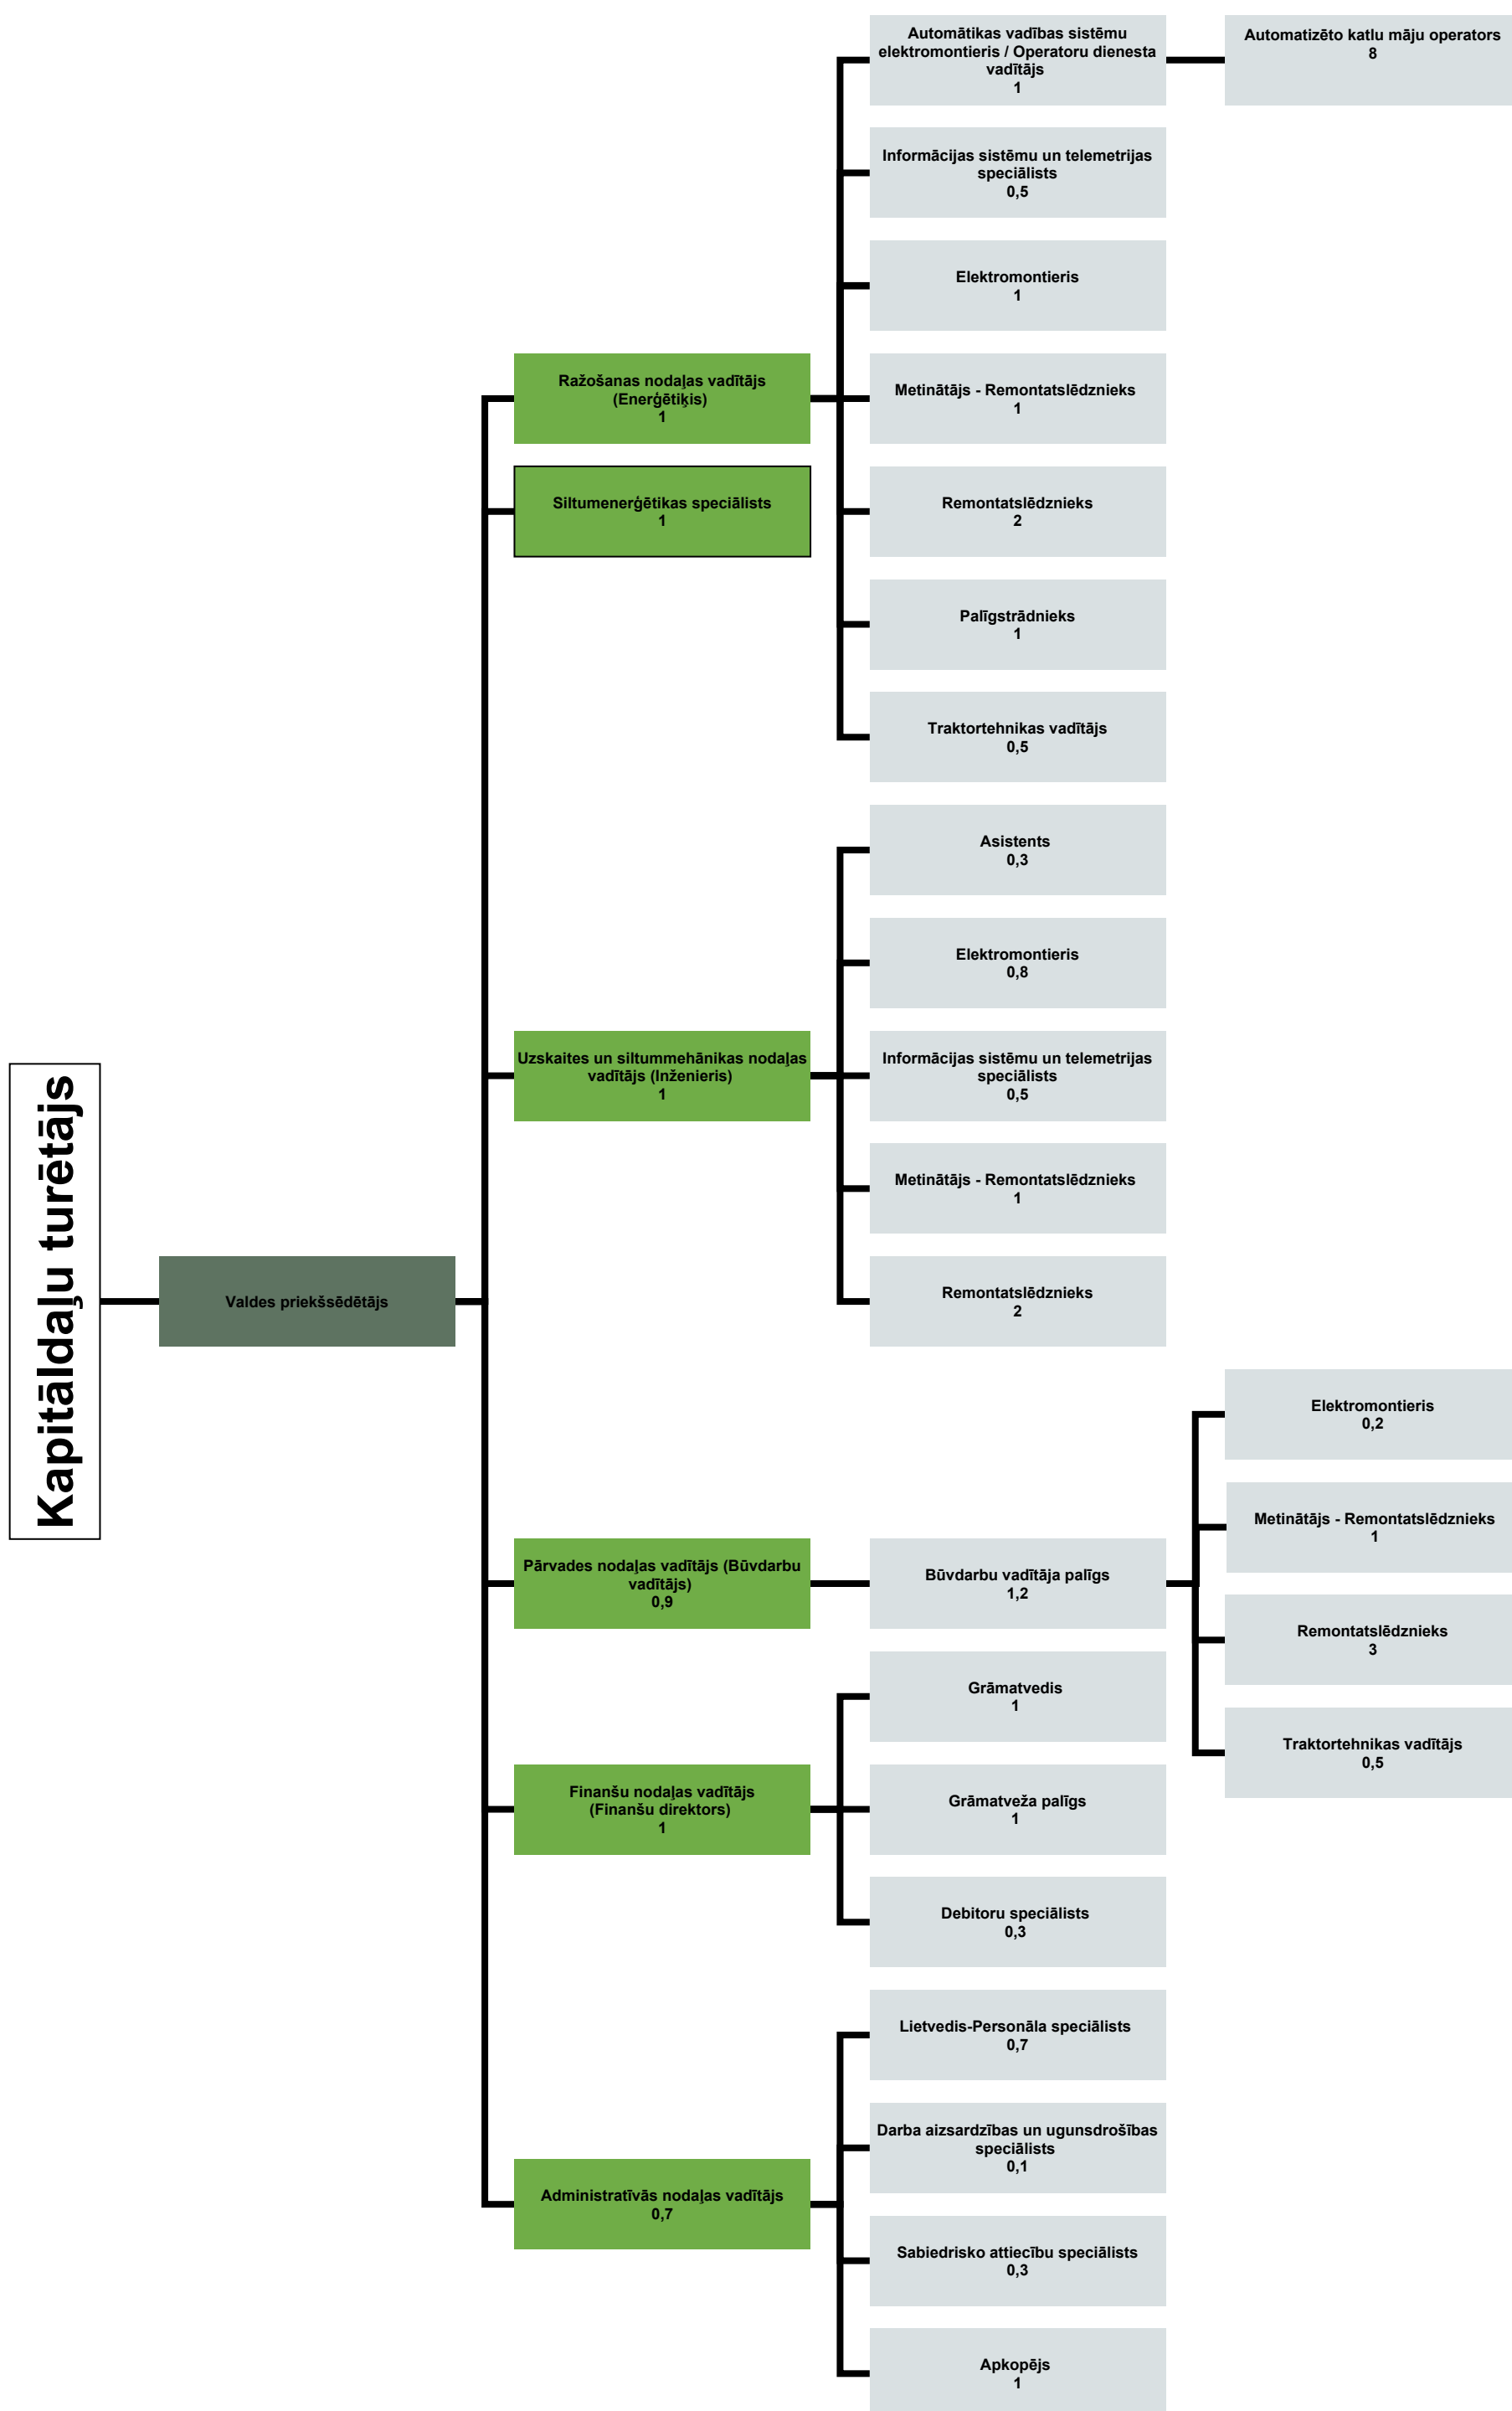 Kapitāldaļu turētājs
Valdes priekšsēdētājs
Ražošanas nodaļas vadītājs
(Enerģētiķis)
1
Automātikas vadības sistēmu
elektromontieris / Operatoru dienesta
vadītājs
1
Automatizēto katlu māju operators
8
Informācijas sistēmu un telemetrijas
speciālists
0,5
Elektromontieris
1
Metinātājs - Remontatslēdznieks
1
Remontatslēdznieks
2
Palīgstrādnieks
1
Traktortehnikas vadītājs
0,5
Siltumenerģētikas speciālists
1
Uzskaites un siltummehānikas nodaļas
vadītājs (Inženieris)
1
Asistents
0,3
Elektromontieris
0,8
Informācijas sistēmu un telemetrijas
speciālists
0,5
Metinātājs - Remontatslēdznieks
1
Remontatslēdznieks
2
Pārvades nodaļas vadītājs (Būvdarbu
vadītājs)
0,9
Būvdarbu vadītāja palīgs
1,2
Elektromontieris
0,2
Metinātājs - Remontatslēdznieks
1
Remontatslēdznieks
3
Traktortehnikas vadītājs
0,5
Finanšu nodaļas vadītājs
(Finanšu direktors)
1
Grāmatvedis
1
Grāmatveža palīgs
1
Debitoru speciālists
0,3
Administratīvās nodaļas vadītājs
0,7
Lietvedis-Personāla speciālists
0,7
Darba aizsardzības un ugunsdrošības
speciālists
0,1
Sabiedrisko attiecību speciālists
0,3
Apkopējs
1